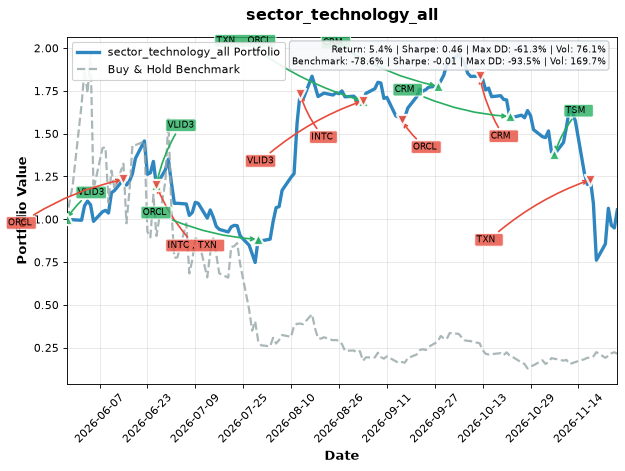 sector_technology_all
TXN , ORCL
CRM
sector_technology_all Portfolio
Buy & Hold Benchmark
Return: 5.4% | Sharpe: 0.46 | Max DD: -61.3% | Vol: 76.1%
Benchmark: -78.6% | Sharpe: -0.01 | Max DD: -93.5% | Vol: 169.7%
2.00
1.75
1.50
1.25
1.00
0.75
0.50
0.25
Portfolio Value
CRM
TSM
VLID3
INTC
CRM
ORCL
VLID3
VLID3
ORCL
ORCL
INTC , TXN
TXN
2026-06-07
2026-06-23
2026-07-09
2026-07-25
2026-08-10
2026-08-26
2026-09-11
2026-09-27
2026-10-13
2026-10-29
2026-11-14
Date